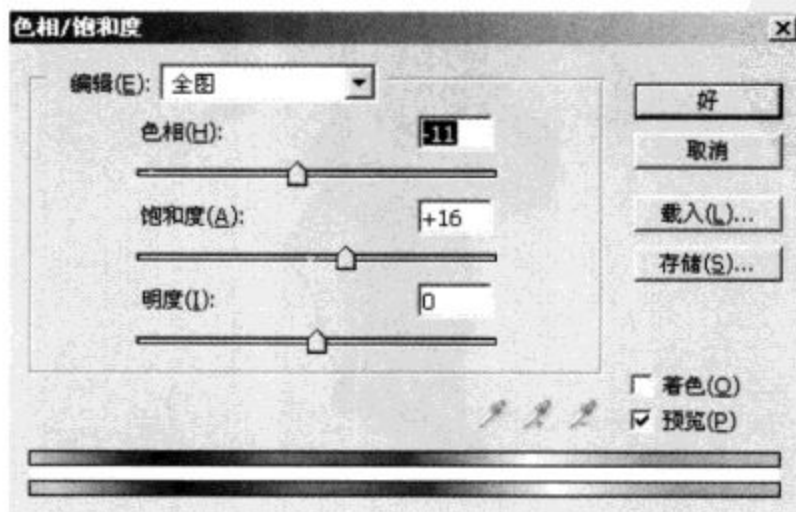 色相/饱和度
编辑(E): 全图
好
色相(H): -11
取消
饱和度(A): +16
载入(L)...
存储(S)...
明度(I): 0
着色(O)
预览(P)